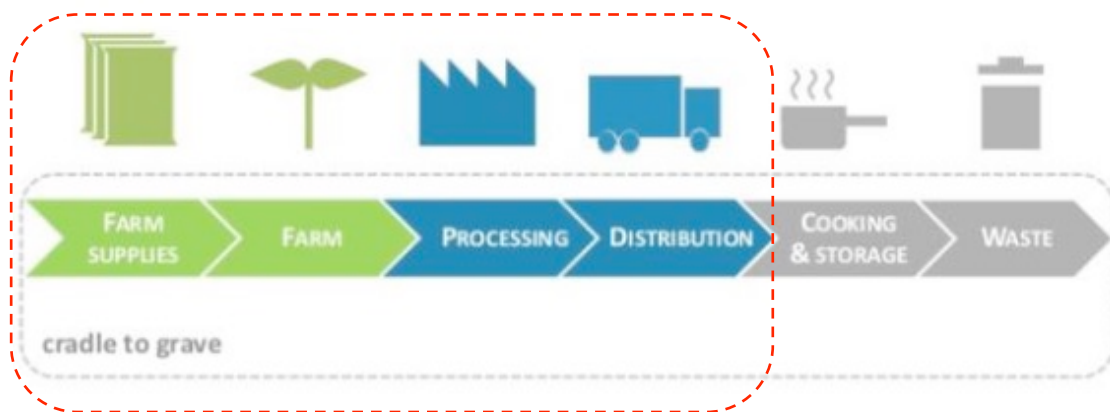 FARM
SUPPLIES
FARM
PROCESSING
DISTRIBUTION
COOKING
& STORAGE
WASTE
cradle to grave